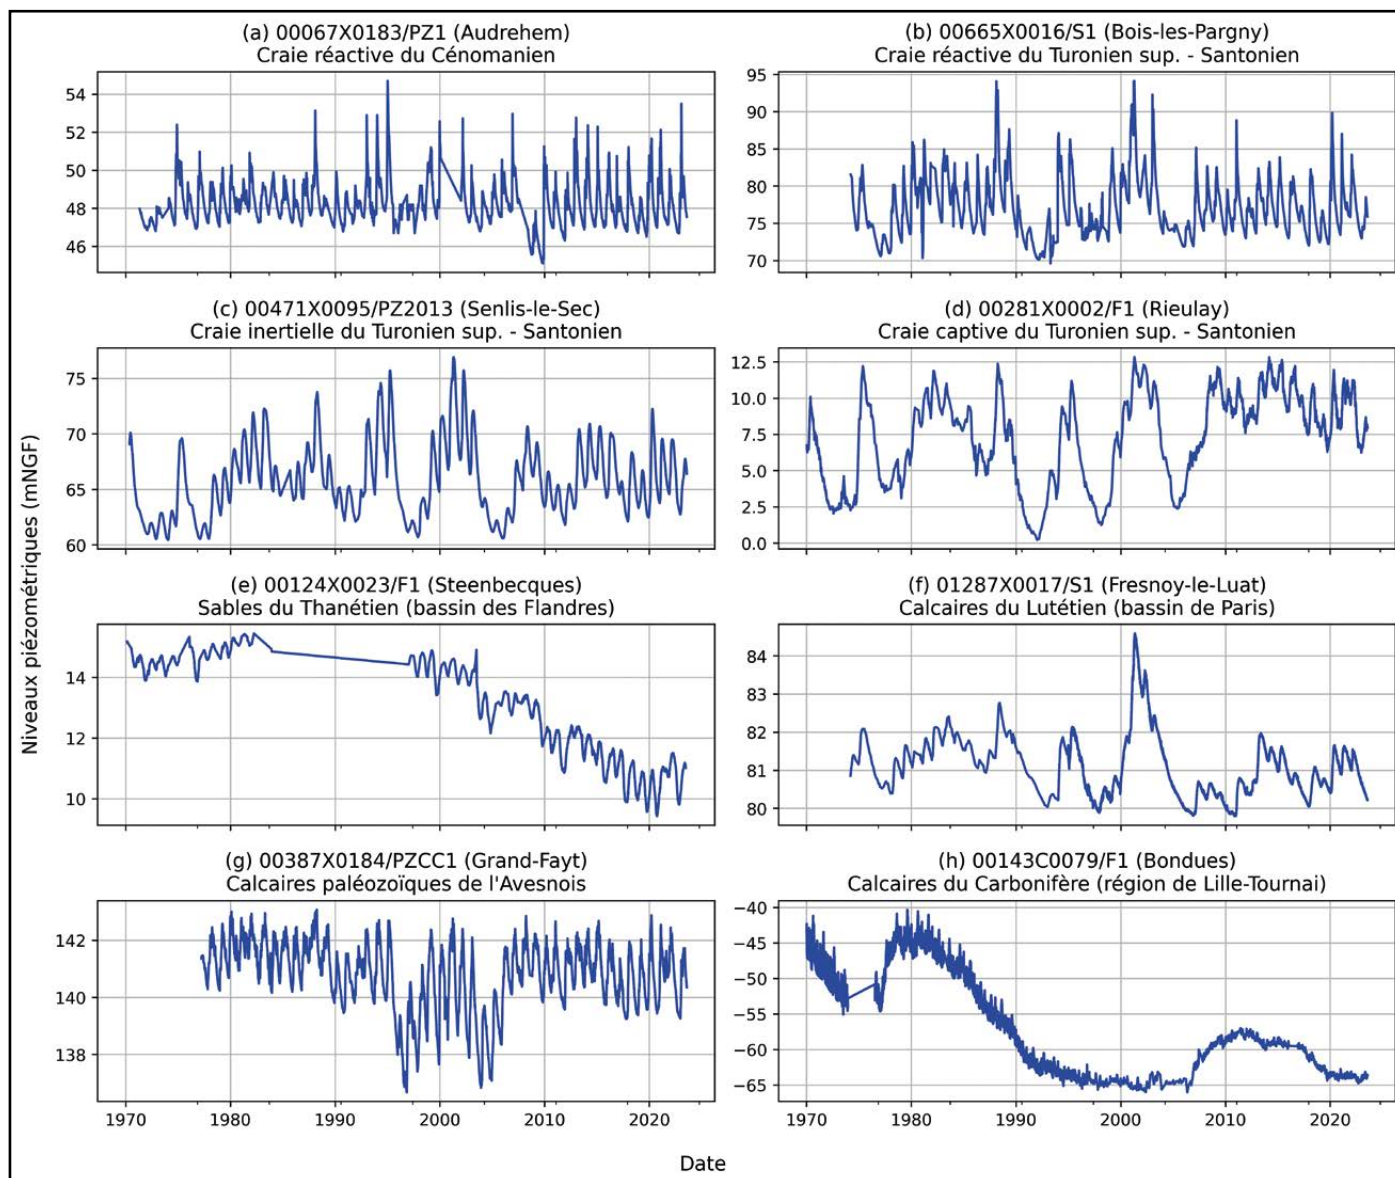 (a) 00067X0183/PZ1 (Audrehem)
Craie réactive du Cénomanien
54
52
50
48
46
(b) 00665X0016/S1 (Bois-les-Pargny)
Craie réactive du Turonien sup. - Santonien
95
90
85
80
75
70
(c) 00471X0095/PZ2013 (Senlis-le-Sec)
Craie inertielle du Turonien sup. - Santonien
75
70
65
60
(d) 00281X0002/F1 (Rieulay)
Craie captive du Turonien sup. - Santonien
12.5
10.0
7.5
5.0
2.5
0.0
Niveaux piézométriques (mNGF)
(e) 00124X0023/F1 (Steenbecques)
Sables du Thanétien (bassin des Flandres)
14
12
10
(f) 01287X0017/S1 (Fresnoy-le-Luat)
Calcaires du Lutétien (bassin de Paris)
84
83
82
81
80
(g) 00387X0184/PZCC1 (Grand-Fayt)
Calcaires paléozoïques de l'Avesnois
142
140
138
1970 1980 1990 2000 2010 2020
(h) 00143C0079/F1 (Bondues)
Calcaires du Carbonifère (région de Lille-Tournai)
−40
−45
−50
−55
−60
−65
1970 1980 1990 2000 2010 2020
Date